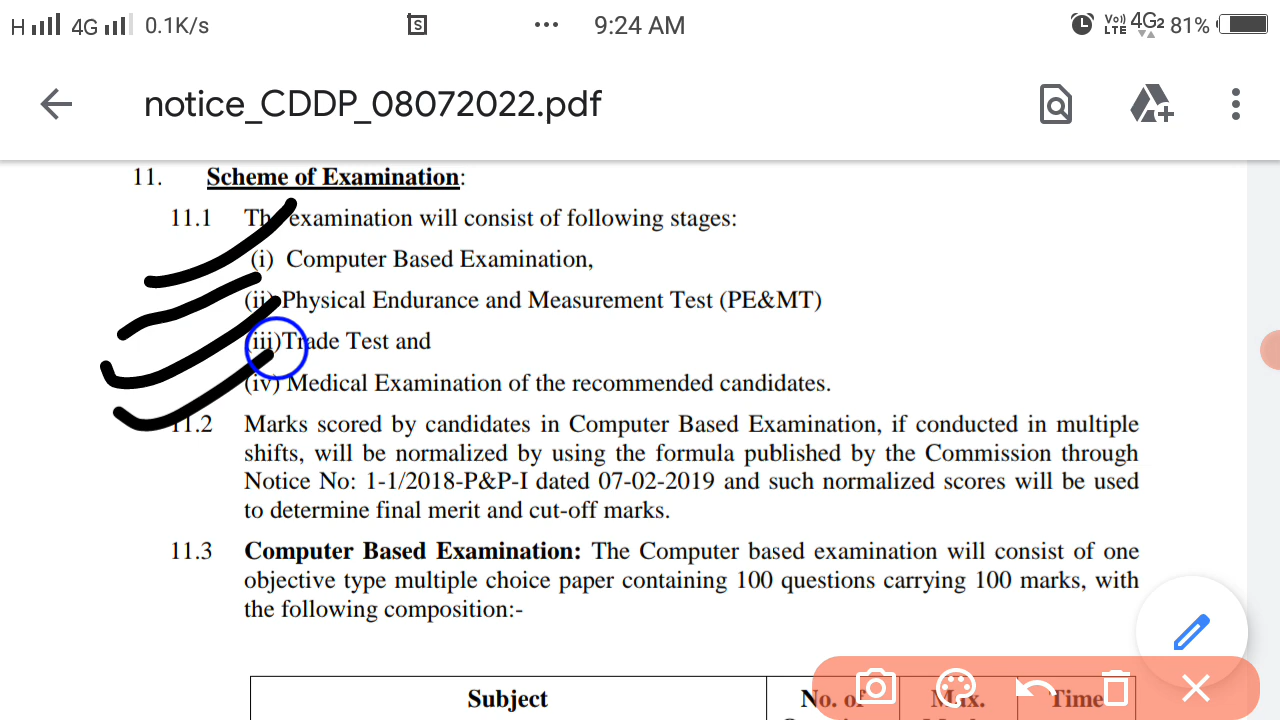 H 4G 0.1K/s S ... 9:24 AM Vo) LTE 4G2 81%
notice_CDDP_08072022.pdf
11. Scheme of Examination:
11.1 The examination will consist of following stages:
(i) Computer Based Examination,
(ii) Physical Endurance and Measurement Test (PE&MT)
(iii)Trade Test and
(iv) Medical Examination of the recommended candidates.
11.2 Marks scored by candidates in Computer Based Examination, if conducted in multiple
shifts, will be normalized by using the formula published by the Commission through
Notice No: 1-1/2018-P&P-I dated 07-02-2019 and such normalized scores will be used
to determine final merit and cut-off marks.
11.3 Computer Based Examination: The Computer based examination will consist of one
objective type multiple choice paper containing 100 questions carrying 100 marks, with
the following composition:-
Subject No. of Max. Time